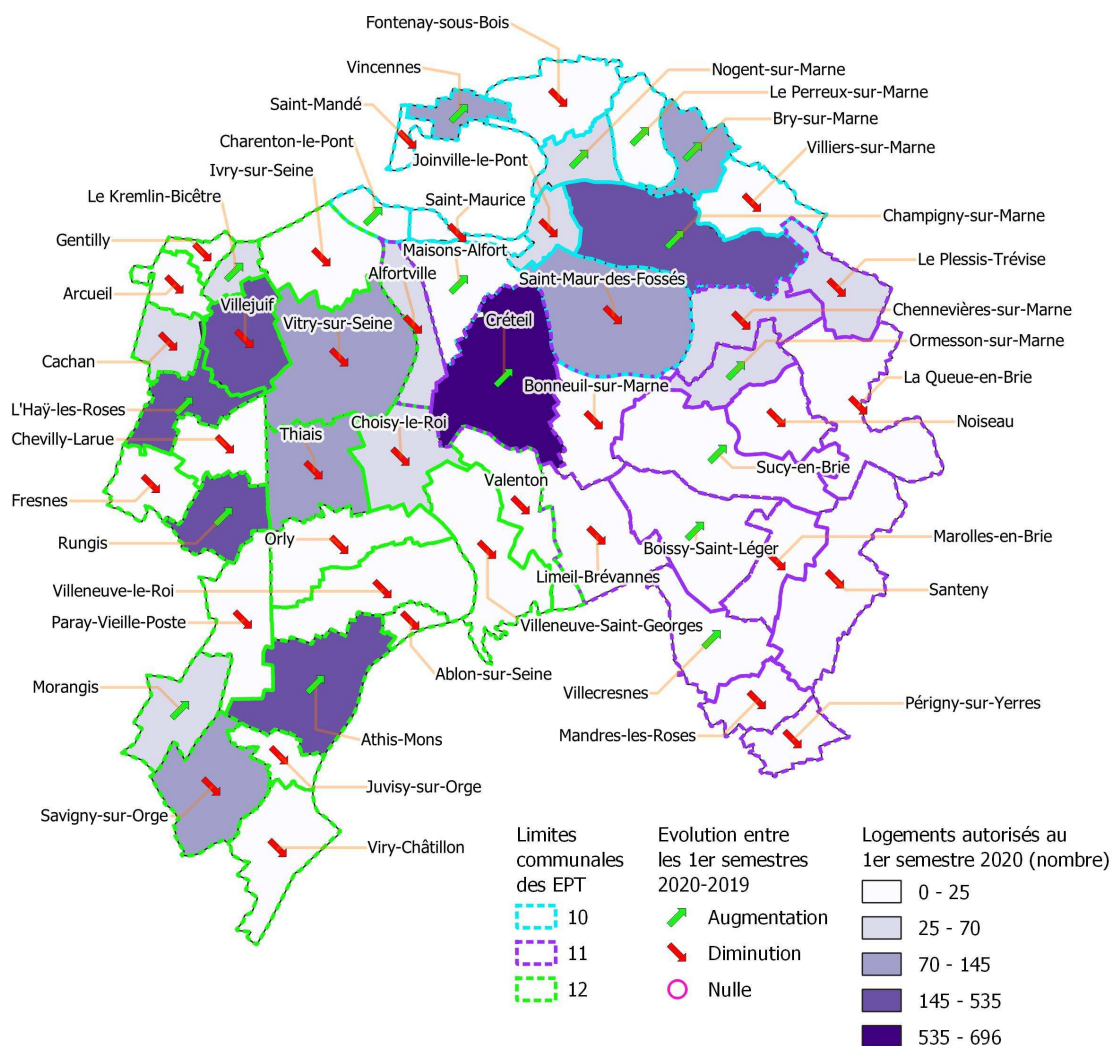 Fontenay-sous-Bois
Vincennes
Nogent-sur-Marne
Le Perreux-sur-Marne
Saint-Mandé
Bry-sur-Marne
Charenton-le-Pont
Joinville-le-Pont
Villiers-sur-Marne
Ivry-sur-Seine
Le Kremlin-Bicêtre
Saint-Maurice
Champigny-sur-Marne
Gentilly
Maisons-Alfort
Le Plessis-Trévise
Alfortville
Saint-Maur-des-Fossés
Arcueil
Villejuif
Chennevières-sur-Marne
Vitry-sur-Seine
Créteil
Ormesson-sur-Marne
Cachan
La Queue-en-Brie
Bonneuil-sur-Marne
L'Haÿ-les-Roses
Noiseau
Choisy-le-Roi
Chevilly-Larue
Thiais
Sucy-en-Brie
Valenton
Fresnes
Marolles-en-Brie
Rungis
Orly
Boissy-Saint-Léger
Limeil-Brévannes
Villeneuve-le-Roi
Santeny
Paray-Vieille-Poste
Villeneuve-Saint-Georges
Ablon-sur-Seine
Morangis
Villecresnes
Périgny-sur-Yerres
Athis-Mons
Mandres-les-Roses
Juvisy-sur-Orge
Savigny-sur-Orge
Viry-Châtillon
Limites
communales
des EPT
10
11
12
Evolution entre
les 1er semestres
2020-2019
Augmentation
Diminution
Nulle
Logements autorisés au
1er semestre 2020 (nombre)
0 - 25
25 - 70
70 - 145
145 - 535
535 - 696